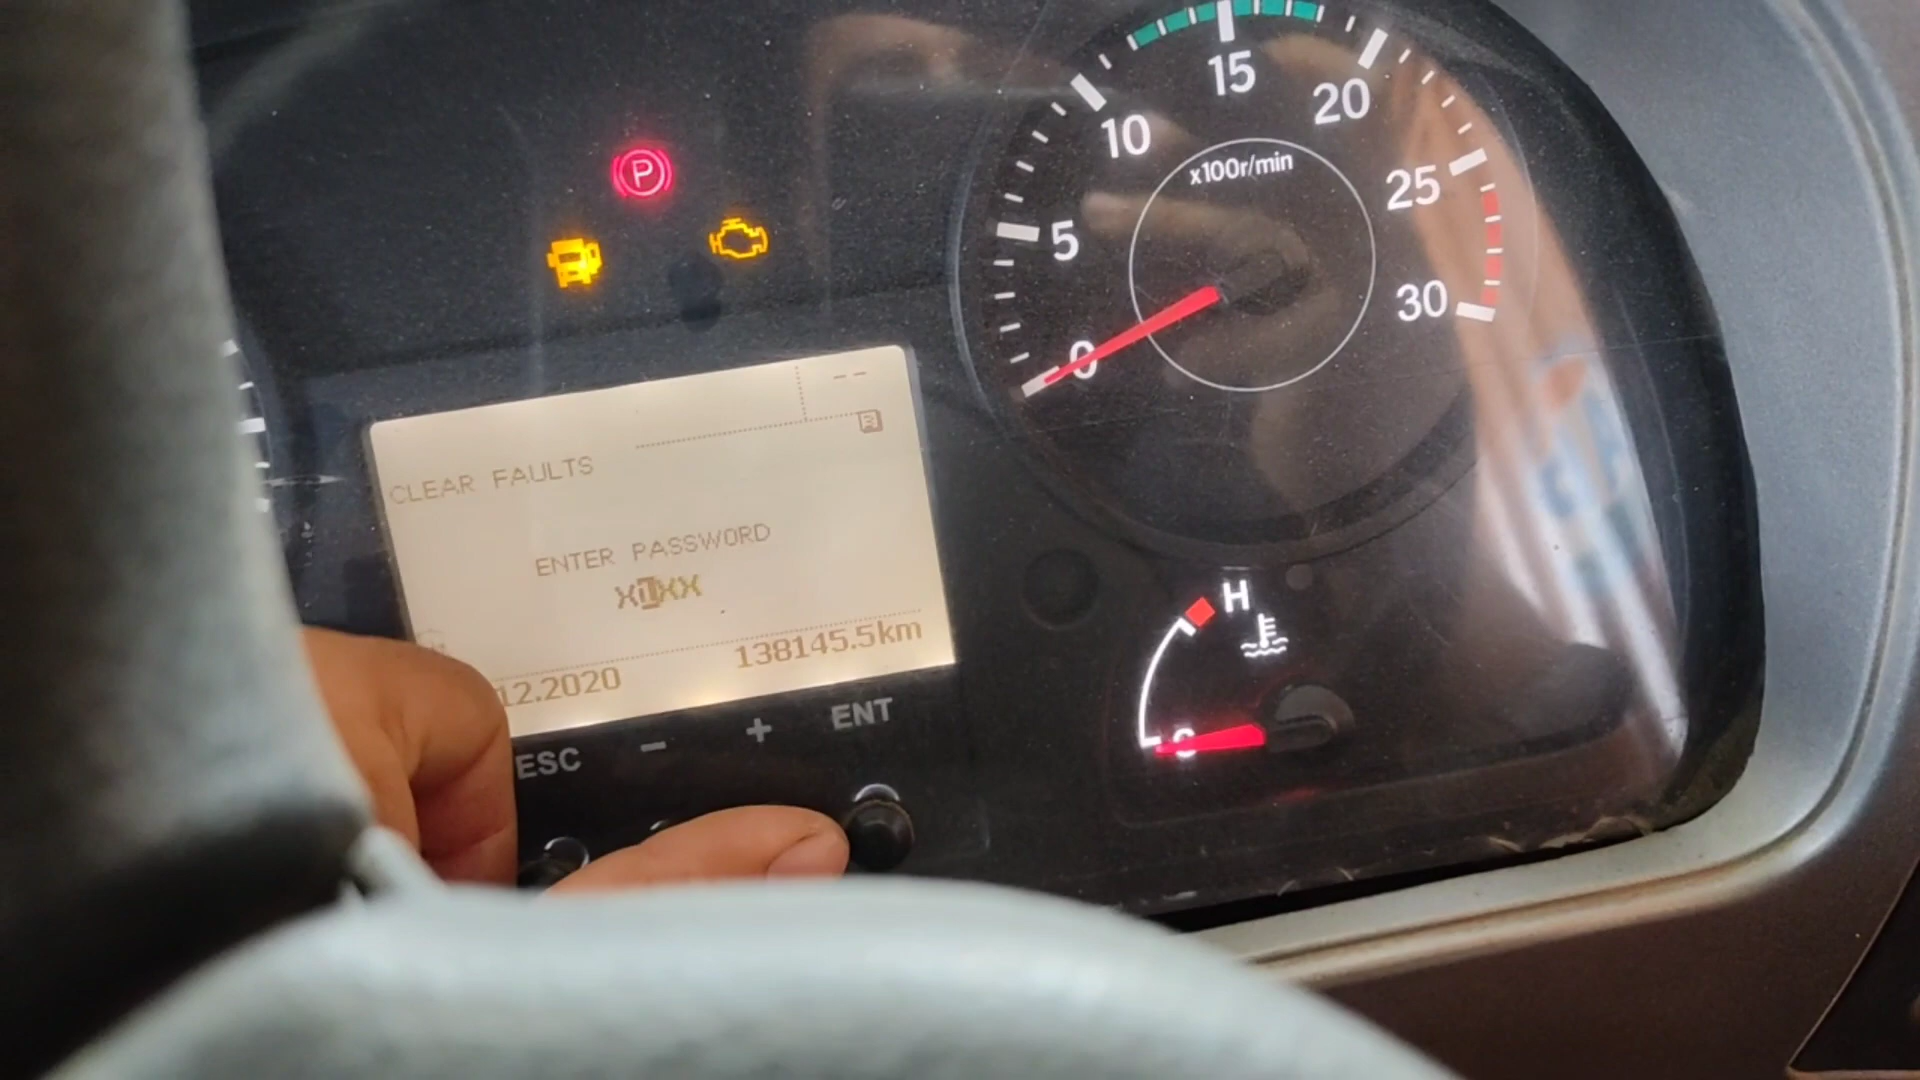 P
5
10
15
20
25
30
0
x100r/min
--
CLEAR FAULTS
ENTER PASSWORD
X1XX
138145.5km
12.2020
ESC - + ENT
H
C